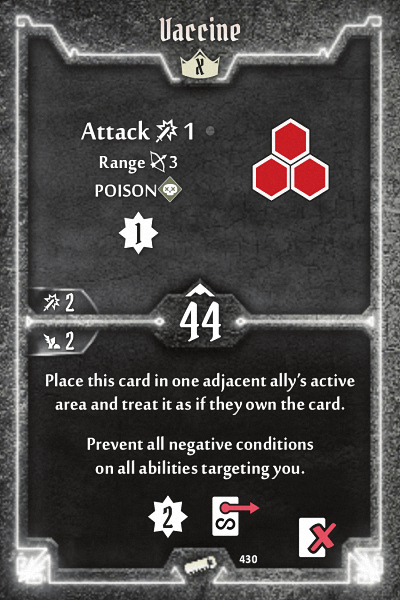 Vaccine
X
Attack 1
Range 3
POISON
1
2
44
2
Place this card in one adjacent ally's active
area and treat it as if they own the card.
Prevent all negative conditions
on all abilities targeting you.
2
430